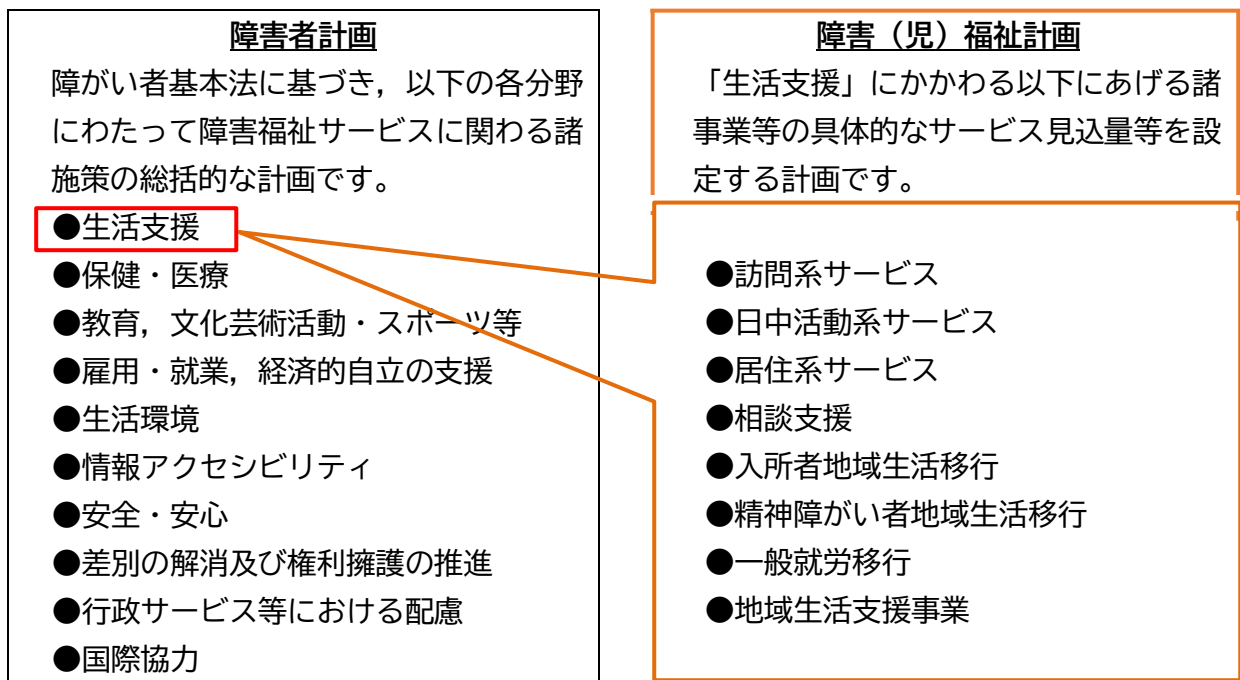 障害者計画
障がい者基本法に基づき，以下の各分野
にわたって障害福祉サービスに関わる諸
施策の総括的な計画です。
●生活支援
●保健・医療
●教育，文化芸術活動・スポーツ等
●雇用・就業，経済的自立の支援
●生活環境
●情報アクセシビリティ
●安全・安心
●差別の解消及び権利擁護の推進
●行政サービス等における配慮
●国際協力
障害（児）福祉計画
「生活支援」にかかわる以下にあげる諸
事業等の具体的なサービス見込量等を設
定する計画です。
●訪問系サービス
●日中活動系サービス
●居住系サービス
●相談支援
●入所者地域生活移行
●精神障がい者地域生活移行
●一般就労移行
●地域生活支援事業